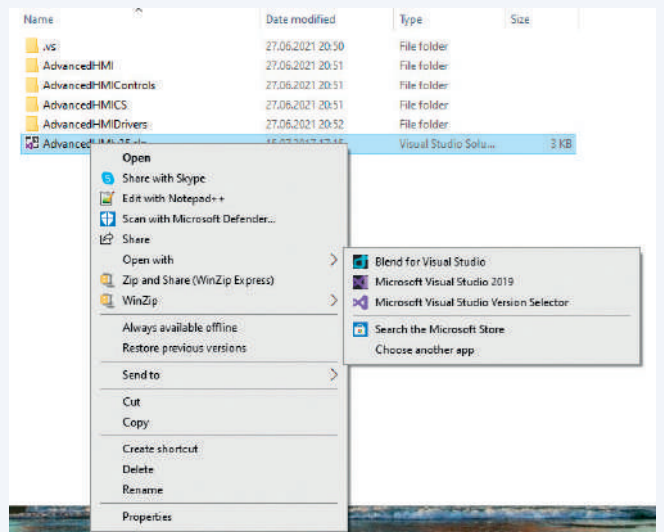 Name Date modified Type Size
.vs 27.06.2021 20:50 File folder
AdvancedHMI 27.06.2021 20:51 File folder
AdvancedHMIControls 27.06.2021 20:51 File folder
AdvancedHMICS 27.06.2021 20:51 File folder
AdvancedHMIDrivers 27.06.2021 20:52 File folder
Visual Studio Solu... 3 KB
Open
Share with Skype
Edit with Notepad++
Scan with Microsoft Defender...
Share
Open with
Zip and Share (WinZip Express)
WinZip
Always available offline
Restore previous versions
Send to
Cut
Copy
Create shortcut
Delete
Rename
Properties
Blend for Visual Studio
Microsoft Visual Studio 2019
Microsoft Visual Studio Version Selector
Search the Microsoft Store
Choose another app